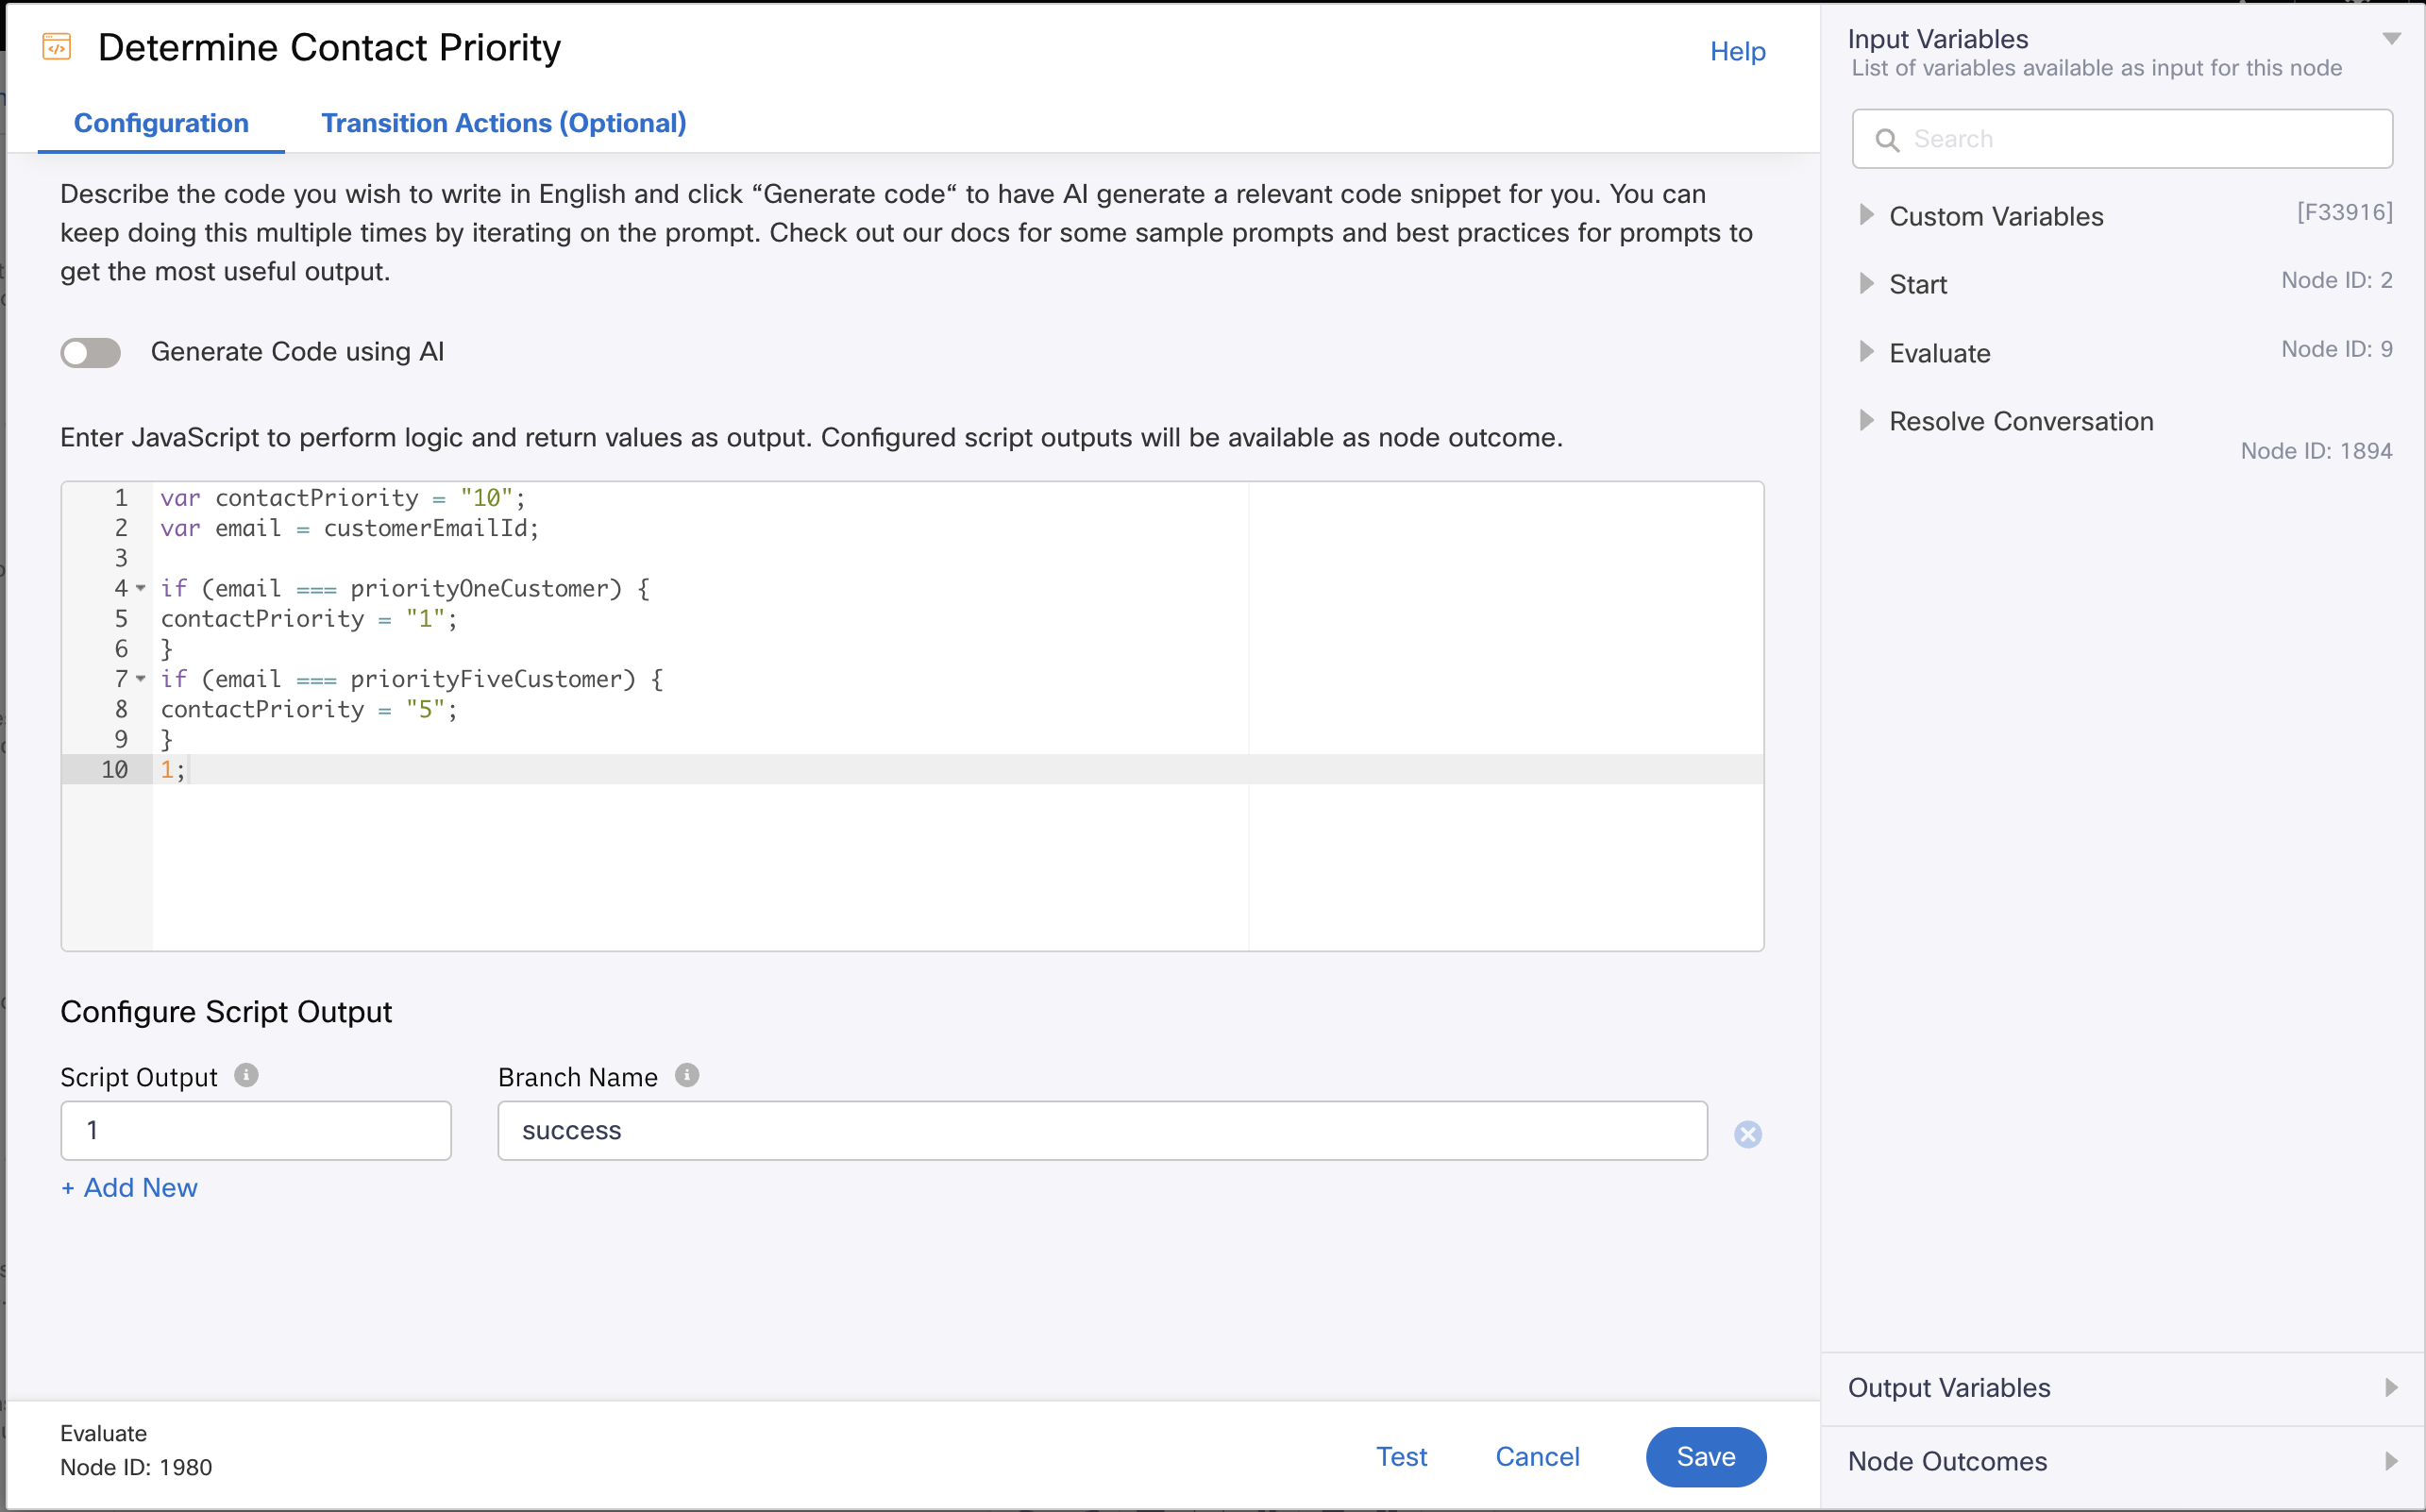 Determine Contact Priority
Help
Configuration
Transition Actions (Optional)
Describe the code you wish to write in English and click “Generate code“ to have AI generate a relevant code snippet for you. You can
keep doing this multiple times by iterating on the prompt. Check out our docs for some sample prompts and best practices for prompts to
get the most useful output.
Generate Code using AI
Enter JavaScript to perform logic and return values as output. Configured script outputs will be available as node outcome.
1 var contactPriority = "10";
2 var email = customerEmailId;
3
4 if (email === priorityOneCustomer) {
5 contactPriority = "1";
6 }
7 if (email === priorityFiveCustomer) {
8 contactPriority = "5";
9 }
10 1;
Configure Script Output
Script Output
Branch Name
1
success
+ Add New
Evaluate
Node ID: 1980
Test
Cancel
Save
Input Variables
List of variables available as input for this node
Search
Custom Variables [F33916]
Start Node ID: 2
Evaluate Node ID: 9
Resolve Conversation
Node ID: 1894
Output Variables
Node Outcomes